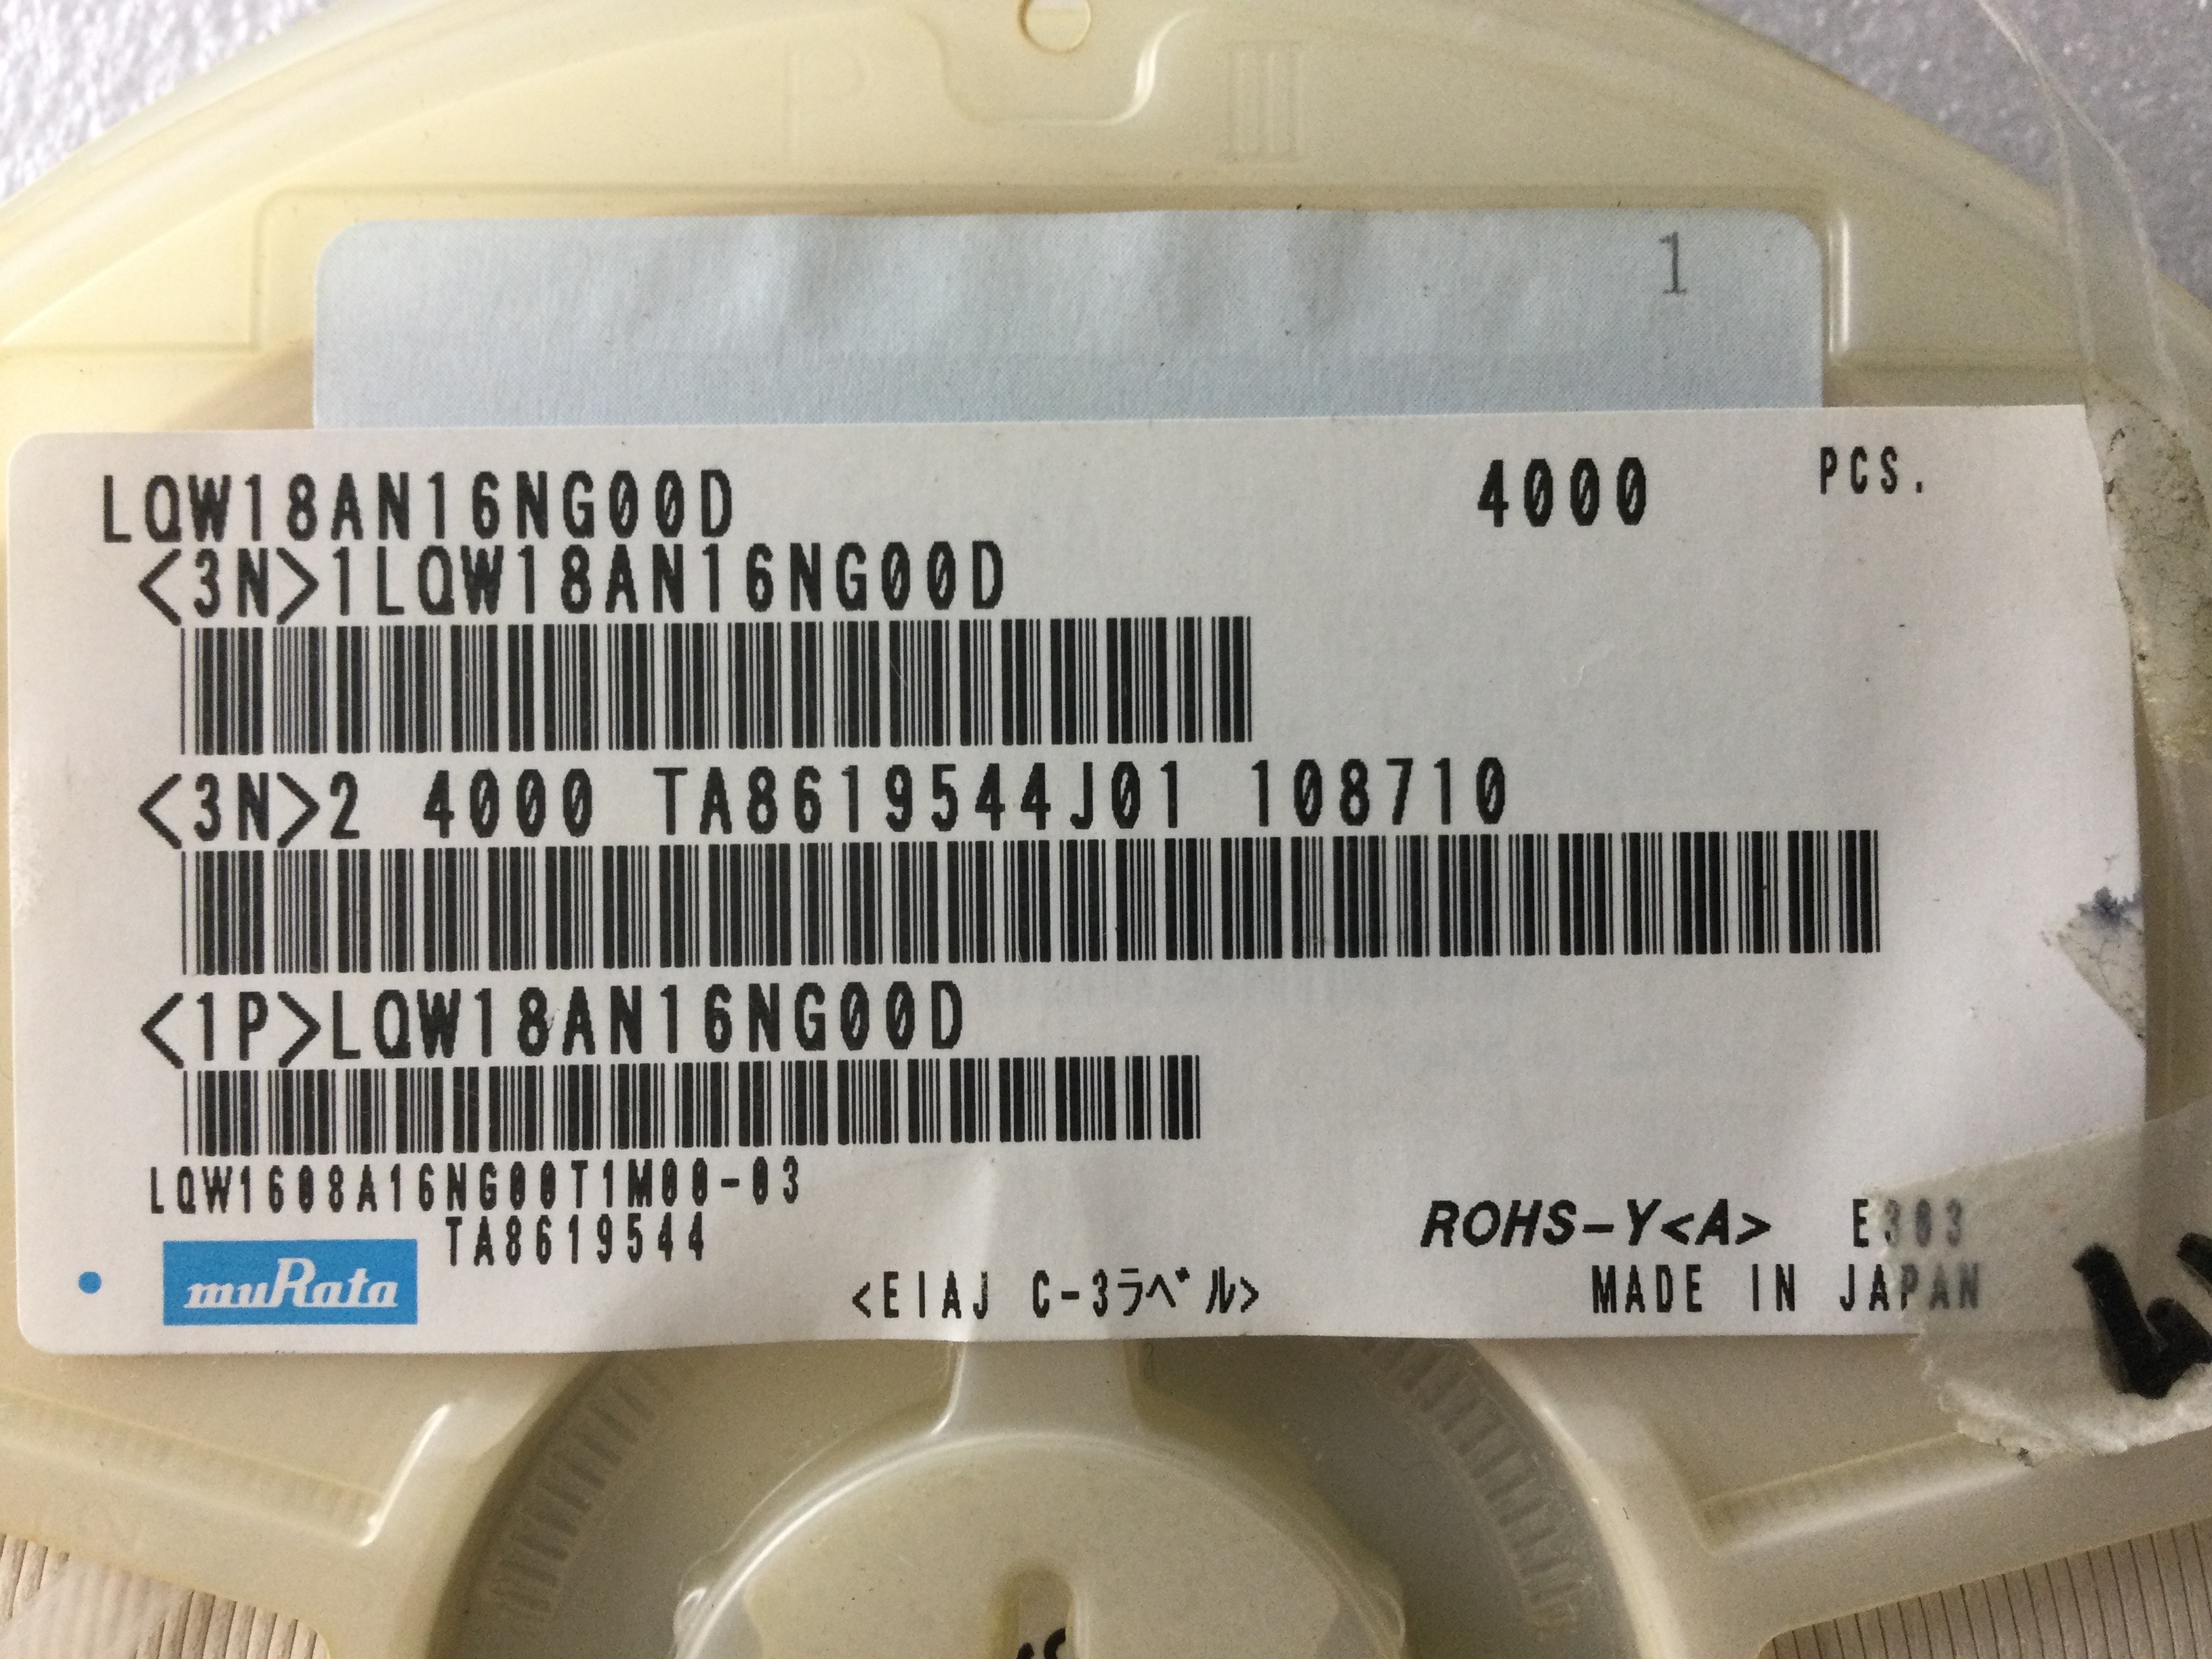 1
LQW18AN16NG00D 4000 PCS.
<3N>1LQW18AN16NG00D
<3N>2 4000 TA8619544J01 108710
<1P>LQW18AN16NG00D
LQW1608A16NG00T1M00-03
TA8619544
ROHS-Y<A> E303
muRata
<EIAJ C-3ラベル>
MADE IN JAPAN